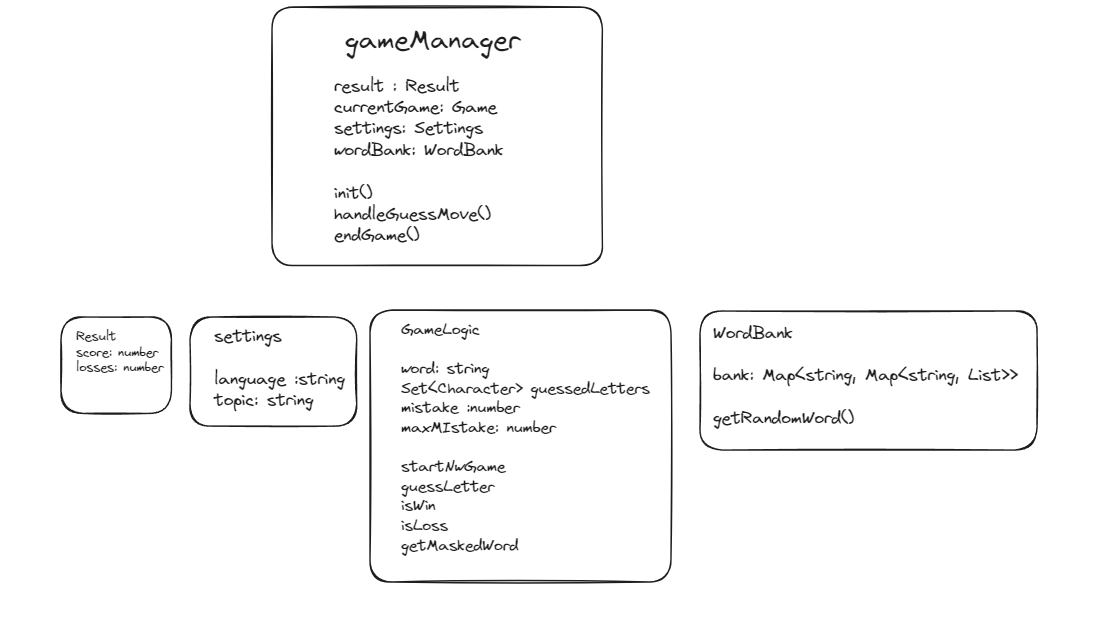 gameManager
result : Result
currentGame: Game
settings: Settings
wordBank: WordBank
init()
handleGuessMove()
endGame()
Result
score: number
losses: number
settings
language :string
topic: string
GameLogic
word: string
Set<Character> guessedLetters
mistake :number
maxMIstake: number
startNwGame
guessLetter
isWin
isLoss
getMaskedWord
WordBank
bank: Map<string, Map<string, List>>
getRandomWord()